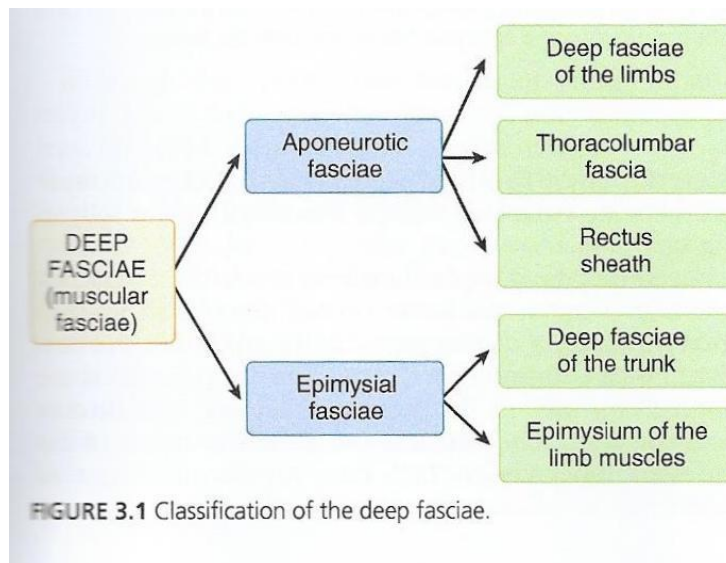 Deep fasciae
of the limbs
Aponeurotic
fasciae
Thoracolumbar
fascia
Rectus
sheath
DEEP
FASCIAE
(muscular
fasciae)
Deep fasciae
of the trunk
Epimysial
fasciae
Epimysium of the
limb muscles
FIGURE 3.1 Classification of the deep fasciae.